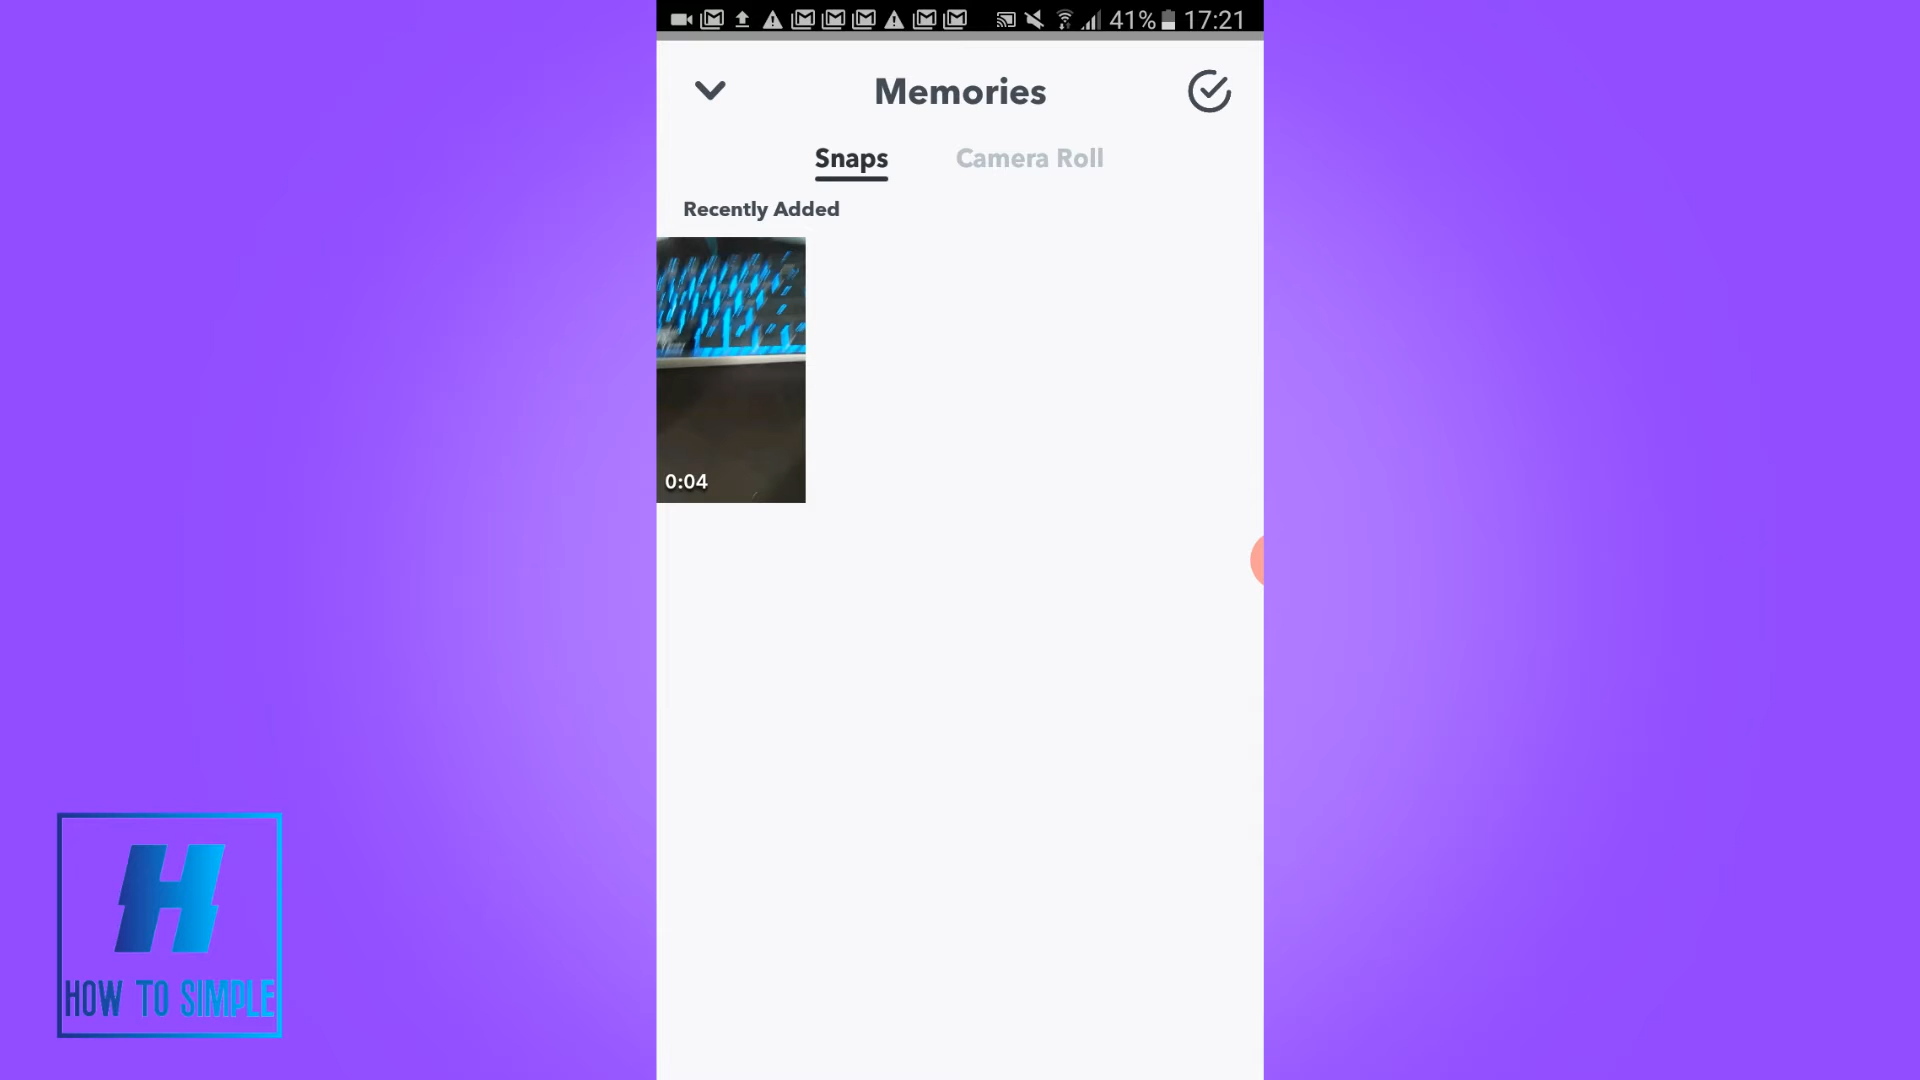 41% 17:21
Memories
Snaps Camera Roll
Recently Added
0:04
H
HOW TO SIMPLE